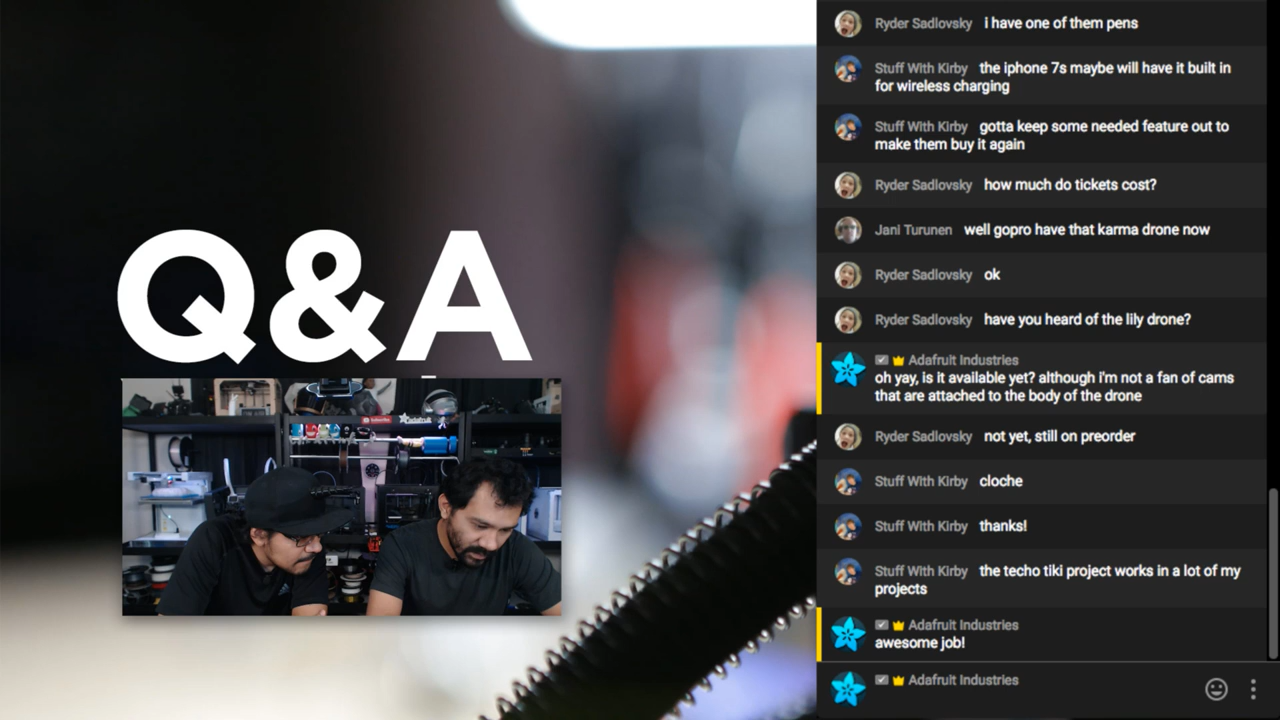 Q&A
Adafruit
Ryder Sadlovsky i have one of them pens
Stuff With Kirby the iphone 7s maybe will have it built in
for wireless charging
Stuff With Kirby gotta keep some needed feature out to
make them buy it again
Ryder Sadlovsky how much do tickets cost?
Jani Turunen well gopro have that karma drone now
Ryder Sadlovsky ok
Ryder Sadlovsky have you heard of the lily drone?
Adafruit Industries
oh yay, is it available yet? although i'm not a fan of cams
that are attached to the body of the drone
Ryder Sadlovsky not yet, still on preorder
Stuff With Kirby cloche
Stuff With Kirby thanks!
Stuff With Kirby the techo tiki project works in a lot of my
projects
Adafruit Industries
awesome job!
Adafruit Industries